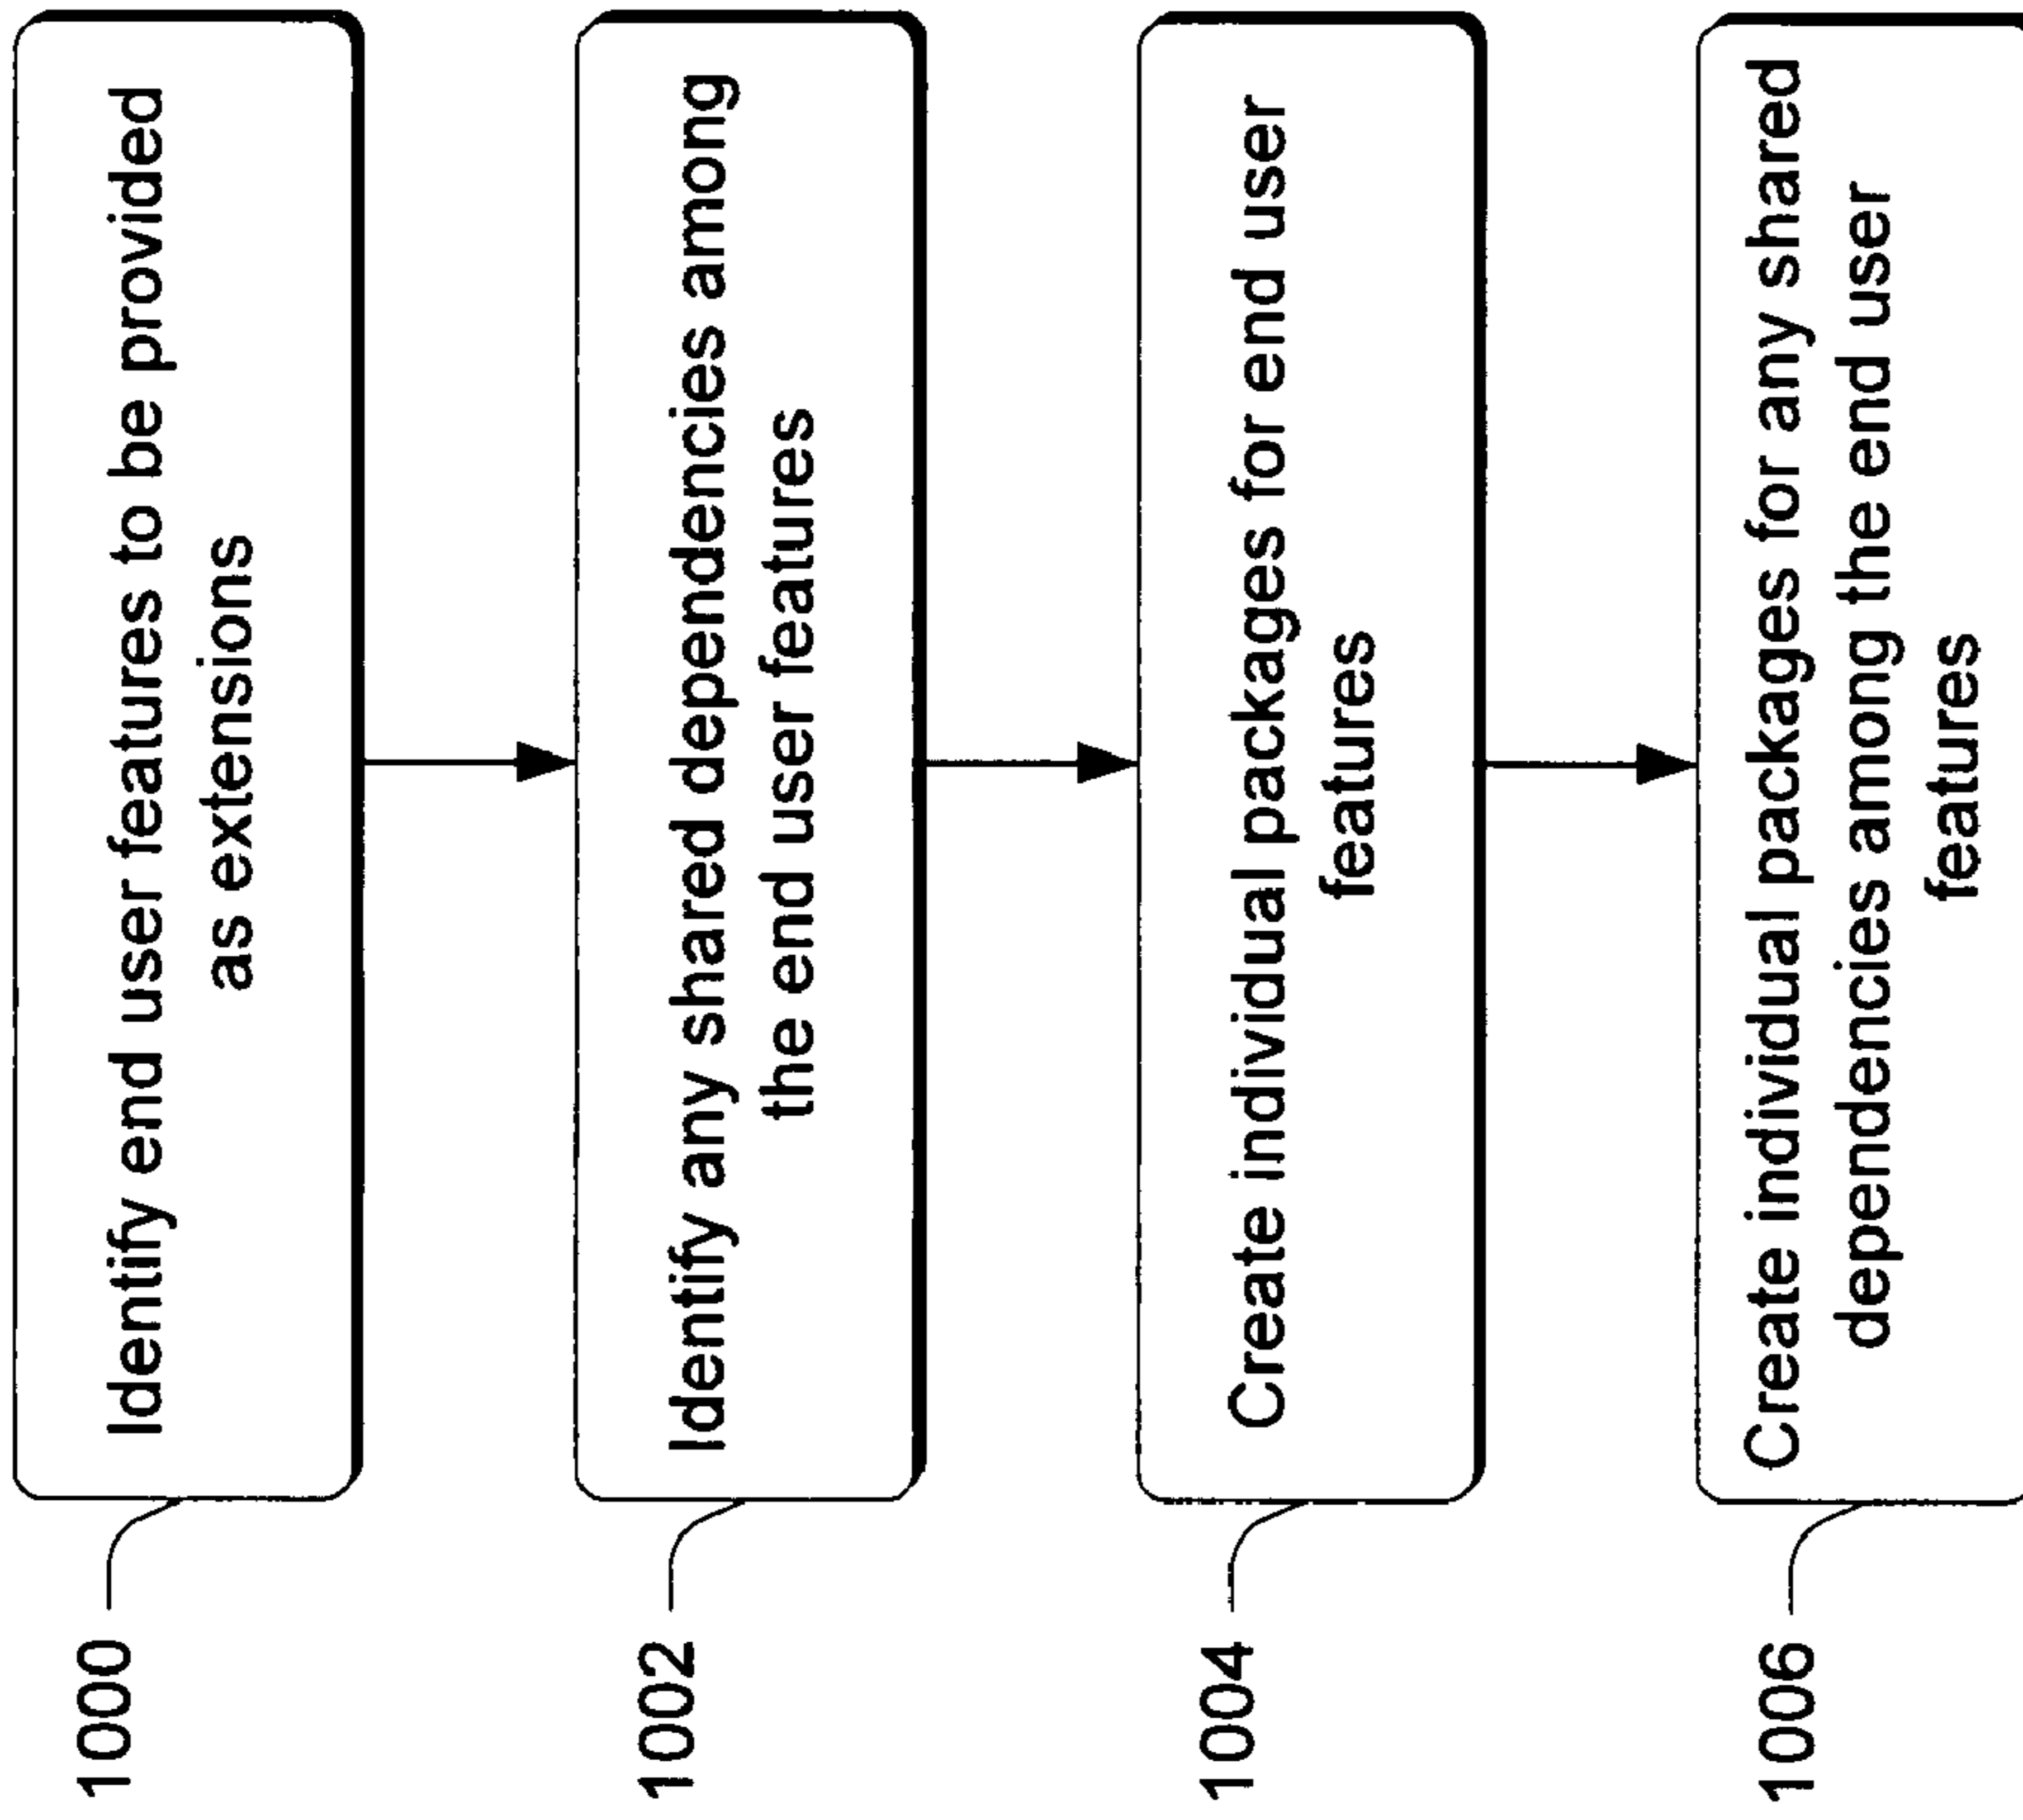 1000
Identify end user features to be provided
as extensions
1002
Identify any shared dependencies among
the end user features
1004
Create individual packages for end user
features
1006
Create individual packages for any shared
dependencies among the end user
features